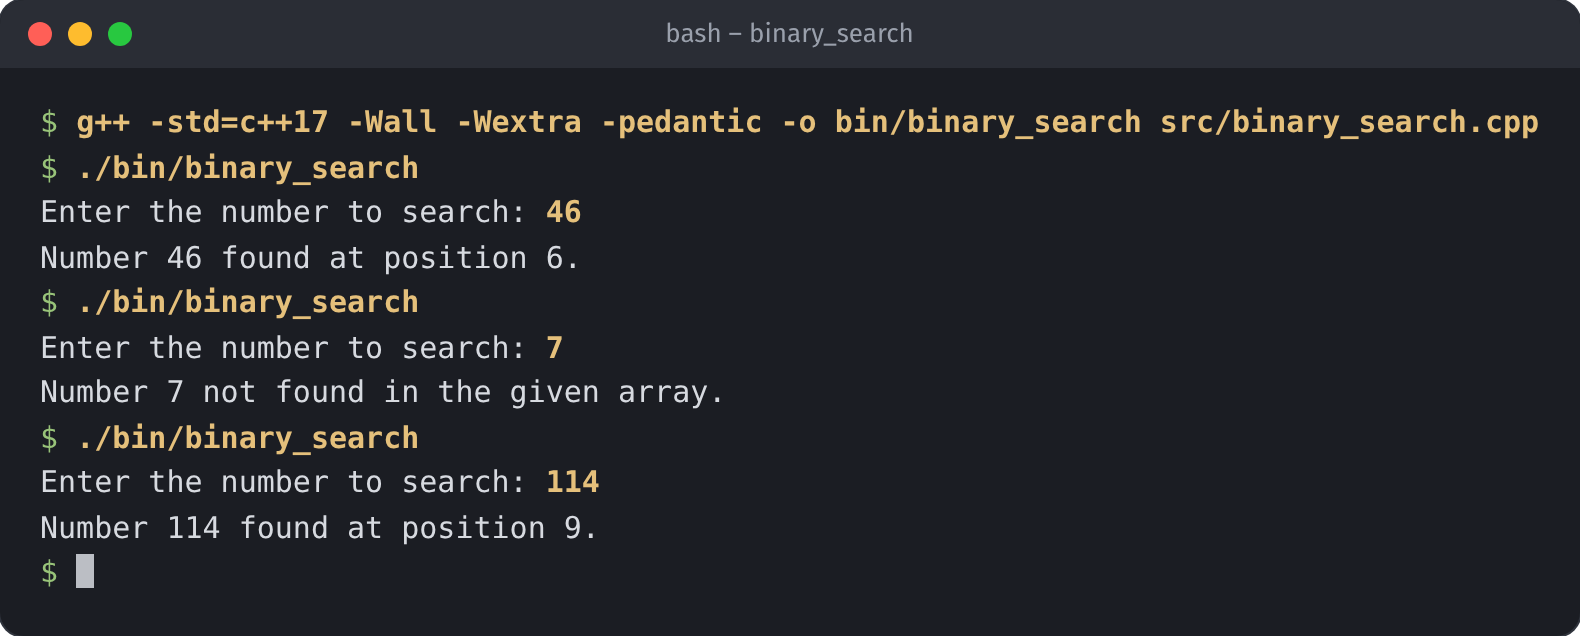 bash – binary_search
$ g++ -std=c++17 -Wall -Wextra -pedantic -o bin/binary_search src/binary_search.cpp
$ ./bin/binary_search
Enter the number to search: 46
Number 46 found at position 6.
$ ./bin/binary_search
Enter the number to search: 7
Number 7 not found in the given array.
$ ./bin/binary_search
Enter the number to search: 114
Number 114 found at position 9.
$